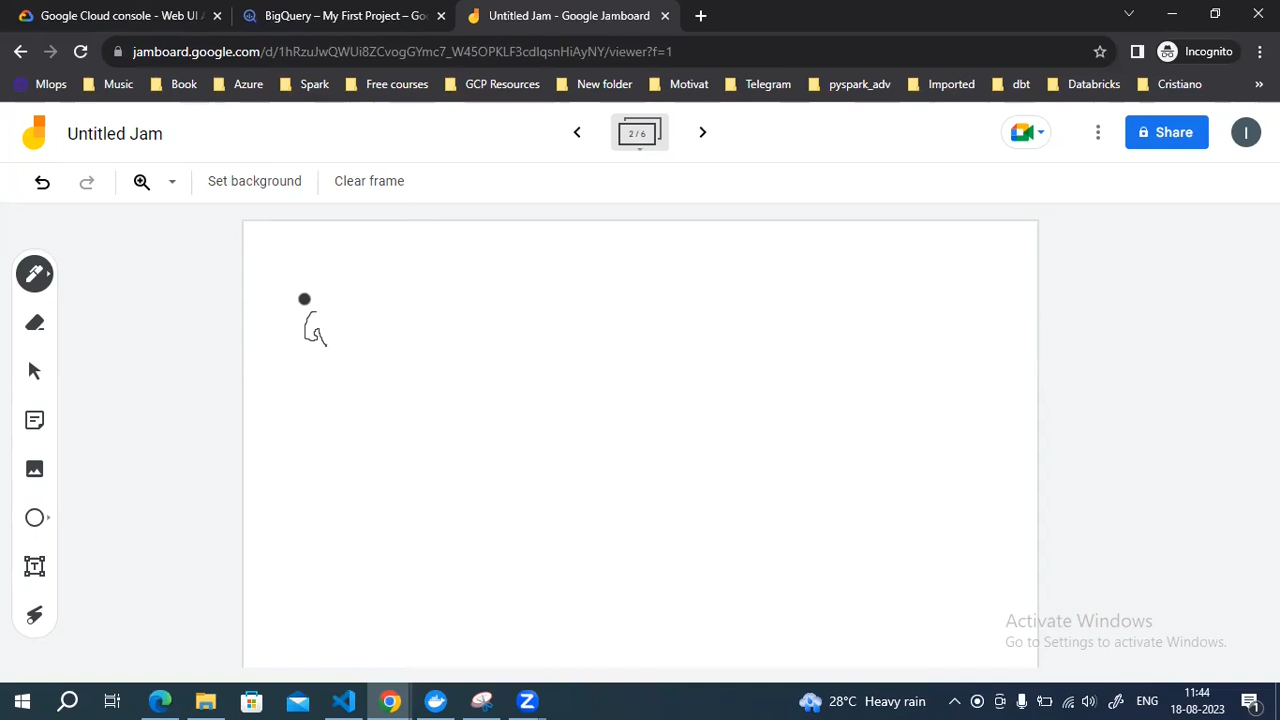 Google Cloud console - Web UI A
BigQuery – My First Project – Go
Untitled Jam - Google Jamboard
jamboard.google.com/d/1hRzuJwQWUi8ZCvogGYmc7_W45OPKLF3cdIqsnHiAyNY/viewer?f=1
Incognito
Mlops Music Book Azure Spark Free courses GCP Resources New folder Motivat Telegram pyspark_adv Imported dbt Databricks Cristiano »
Untitled Jam
2 / 6
Share
I
Set background Clear frame
Activate Windows
Go to Settings to activate Windows.
28°C Heavy rain
ENG
11:44
18-08-2023
1